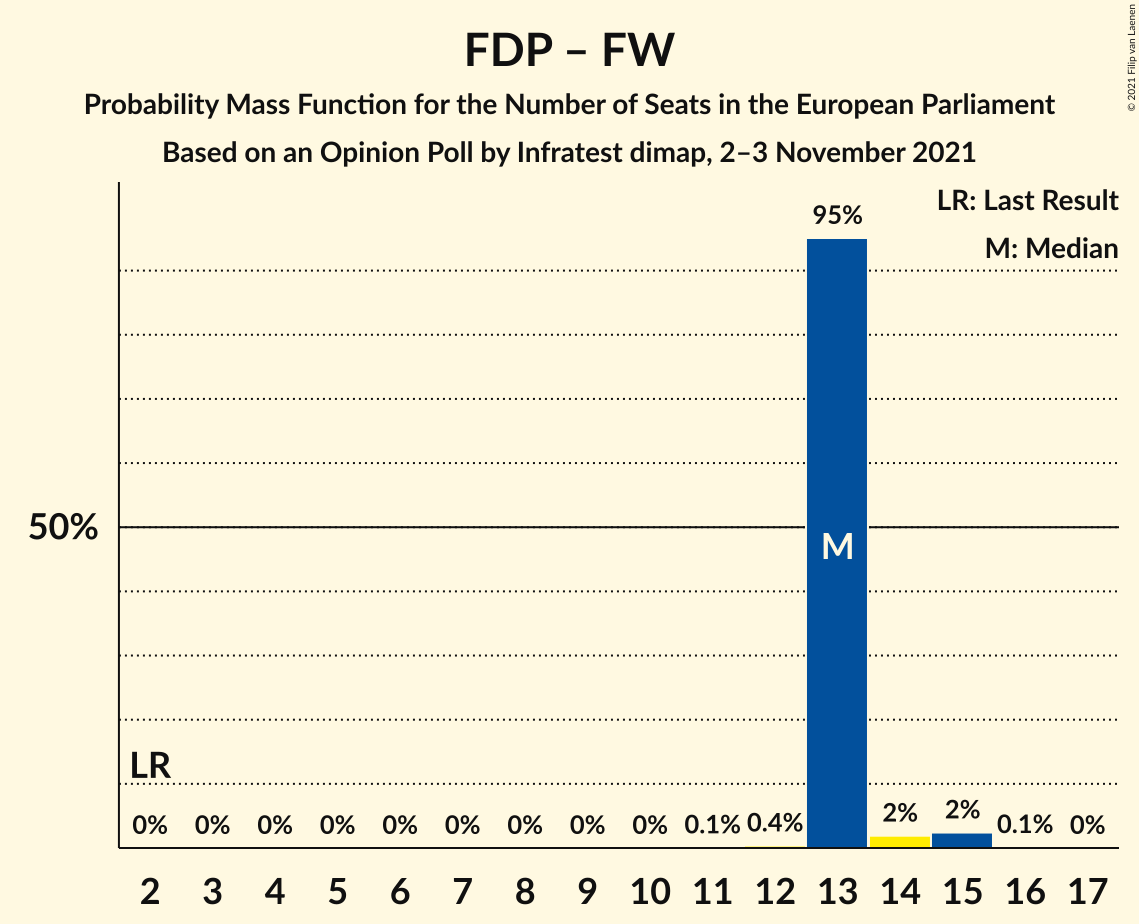 FDP – FW
Probability Mass Function for the Number of Seats in the European Parliament
Based on an Opinion Poll by Infratest dimap, 2–3 November 2021
© 2021 Filip van Laenen
LR: Last Result
M: Median
95%
50%
M
LR
0% 0% 0% 0% 0% 0% 0% 0% 0% 0.1% 0.4% 2% 2% 0.1% 0%
2 3 4 5 6 7 8 9 10 11 12 13 14 15 16 17